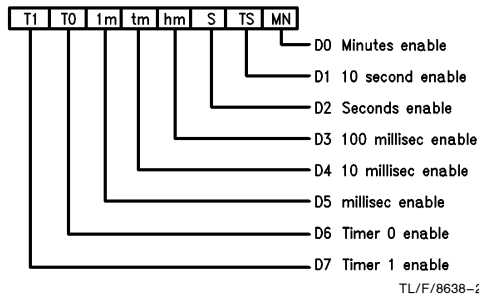 T1 T0 1m tm hm S TS MN
D0 Minutes enable
D1 10 second enable
D2 Seconds enable
D3 100 millisec enable
D4 10 millisec enable
D5 millisec enable
D6 Timer 0 enable
D7 Timer 1 enable
TL/F/8638-2